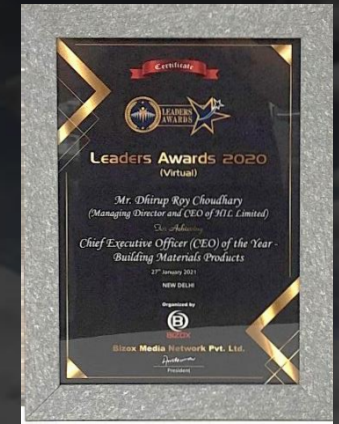 Certificate
LEADERS
AWARDS
Leaders Awards 2020
(Virtual)
Mr. Dhirup Roy Choudhary
(Managing Director and CEO of HIL Limited)
For Achieving
Chief Executive Officer (CEO) of the Year -
Building Materials Products
27th January 2021
NEW DELHI
Organized by
B
BIZOX
Bizox Media Network Pvt. Ltd.
President